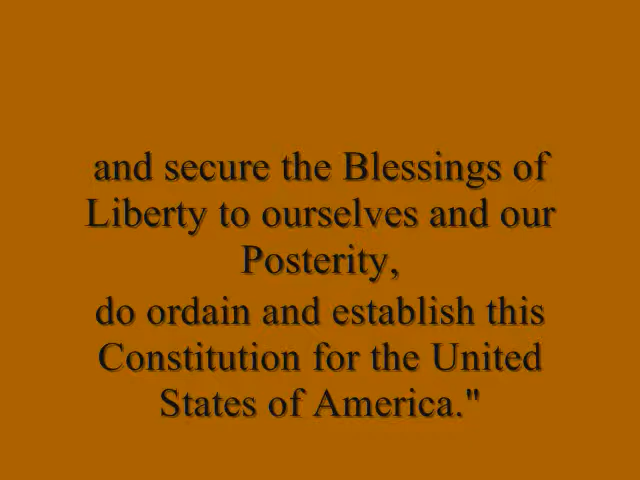 and secure the Blessings of
Liberty to ourselves and our
Posterity,
do ordain and establish this
Constitution for the United
States of America."